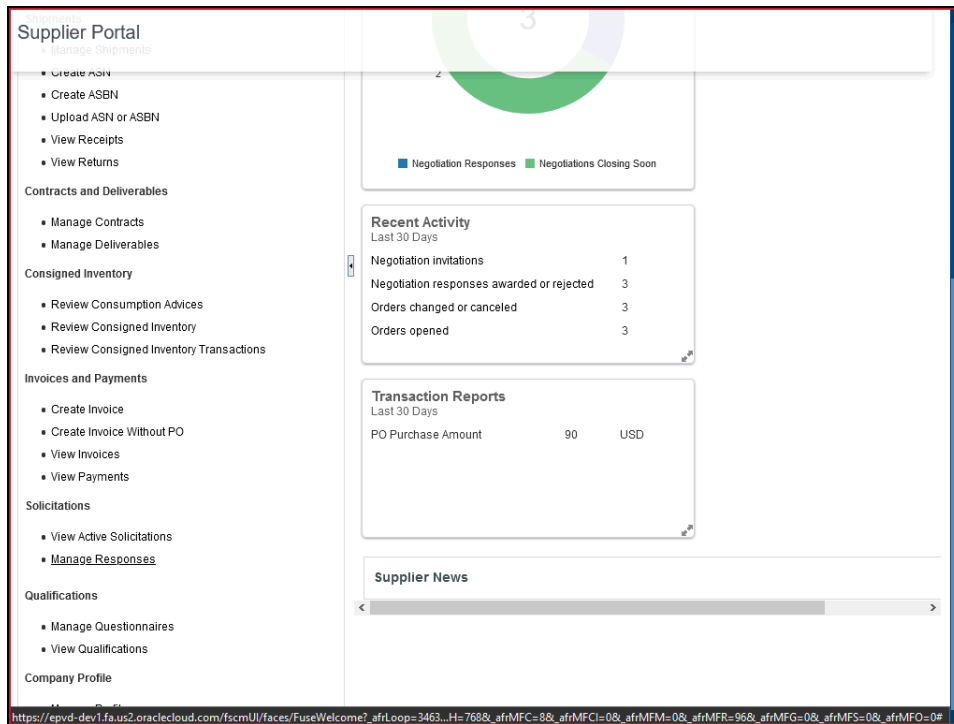 Shipments
Supplier Portal
Manage Shipments
Create ASN
Create ASBN
Upload ASN or ASBN
View Receipts
View Returns
Contracts and Deliverables
Manage Contracts
Manage Deliverables
Consigned Inventory
Review Consumption Advices
Review Consigned Inventory
Review Consigned Inventory Transactions
Invoices and Payments
Create Invoice
Create Invoice Without PO
View Invoices
View Payments
Solicitations
View Active Solicitations
Manage Responses
Qualifications
Manage Questionnaires
View Qualifications
Company Profile
3
2
Negotiation Responses Negotiations Closing Soon
Recent Activity
Last 30 Days
Negotiation invitations 1
Negotiation responses awarded or rejected 3
Orders changed or canceled 3
Orders opened 3
Transaction Reports
Last 30 Days
PO Purchase Amount 90 USD
Supplier News
https://epvd-dev1.fa.us2.oraclecloud.com/fscmUI/faces/FuseWelcome?_afrLoop=3463...H=768&_afrMFC=8&_afrMFCI=0&_afrMFM=0&_afrMFR=96&_afrMFG=0&_afrMFS=0&_afrMFO=0#